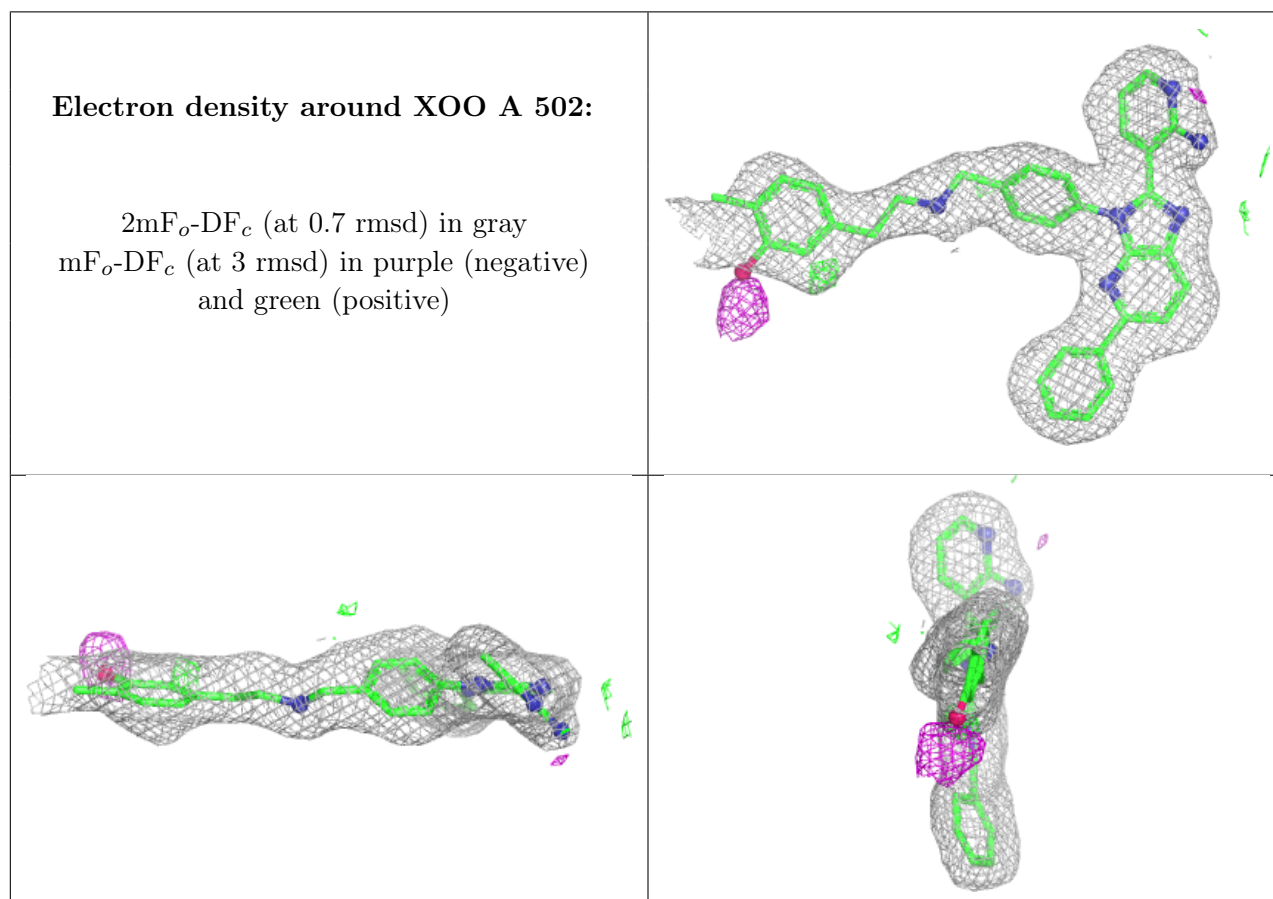 Electron density around XOO A 502:
2mFo-DFc (at 0.7 rmsd) in gray
mFo-DFc (at 3 rmsd) in purple (negative)
and green (positive)